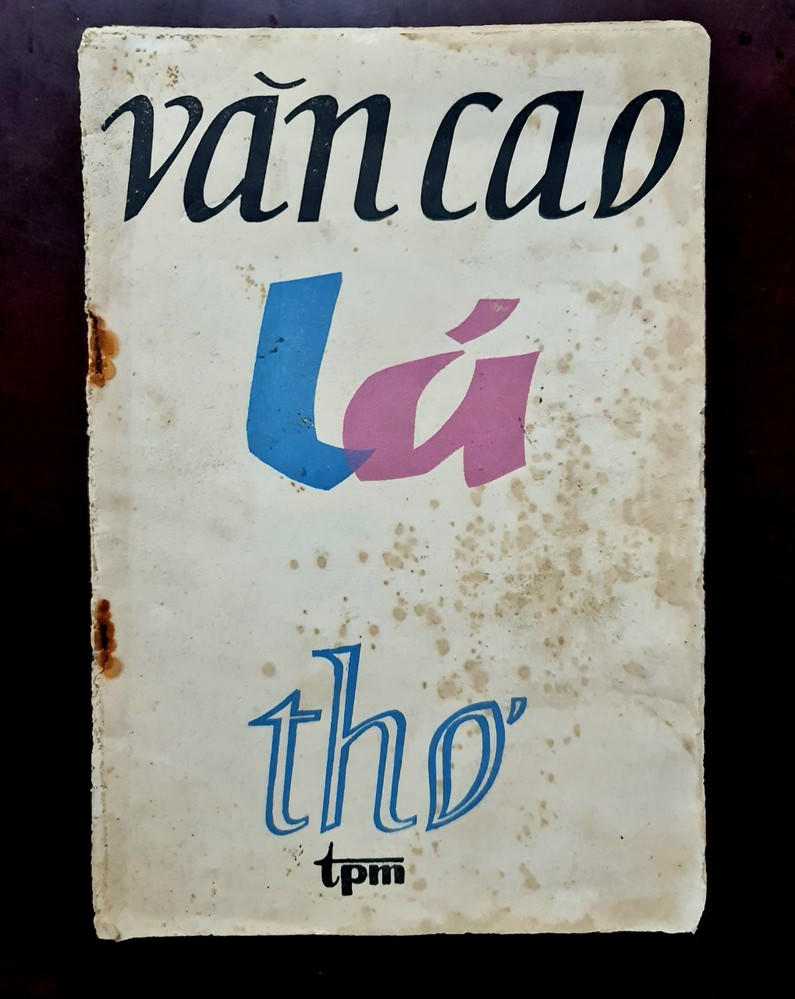 văn cao
lá
thơ
tpm